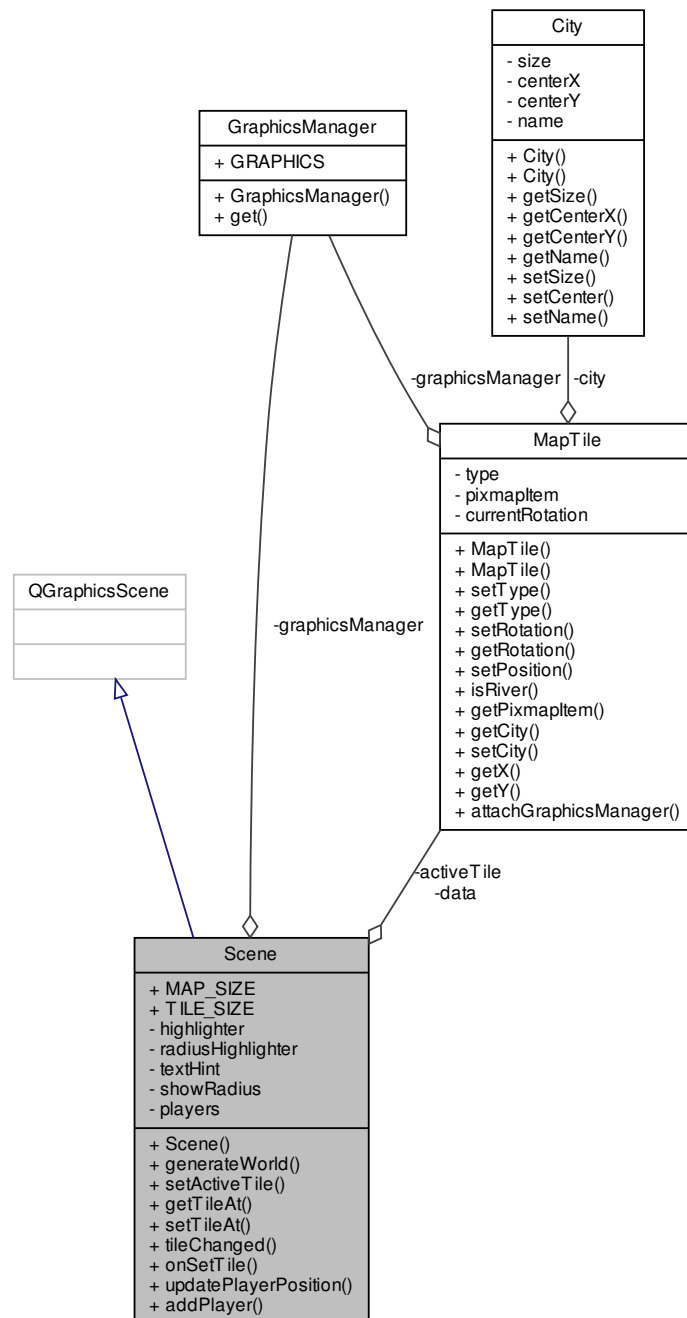 City
- size
- centerX
- centerY
- name
+ City()
+ City()
+ getSize()
+ getCenterX()
+ getCenterY()
+ getName()
+ setSize()
+ setCenter()
+ setName()
GraphicsManager
+ GRAPHICS
+ GraphicsManager()
+ get()
-graphicsManager
-city
MapTile
- type
- pixmapItem
- currentRotation
+ MapTile()
+ MapTile()
+ setType()
+ getType()
+ setRotation()
+ getRotation()
+ setPosition()
+ isRiver()
+ getPixmapItem()
+ getCity()
+ setCity()
+ getX()
+ getY()
+ attachGraphicsManager()
QGraphicsScene
-graphicsManager
-activeTile
-data
Scene
+ MAP_SIZE
+ TILE_SIZE
- highlighter
- radiusHighlighter
- textHint
- showRadius
- players
+ Scene()
+ generateWorld()
+ setActiveTile()
+ getTileAt()
+ setTileAt()
+ tileChanged()
+ onSetTile()
+ updatePlayerPosition()
+ addPlayer()